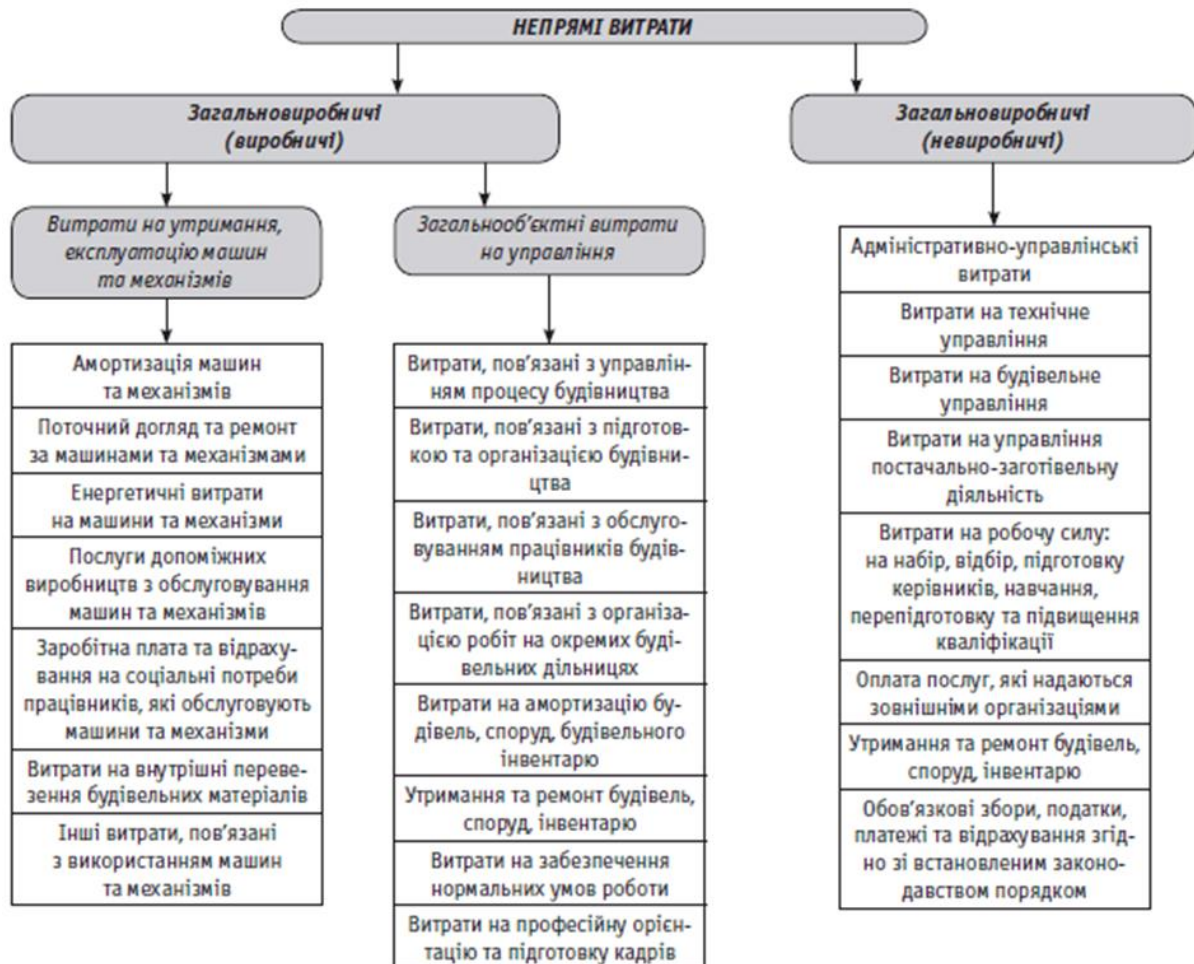 НЕПРЯМІ ВИТРАТИ
Загальновиробничі
(виробничі)
Загальновиробничі
(невиробничі)
Витрати на утримання,
експлуатацію машин
та механізмів
Загальнооб’єктні витрати
на управління
Амортизація машин
та механізмів
Поточний догляд та ремонт
за машинами та механізмами
Енергетичні витрати
на машини та механізми
Послуги допоміжних
виробництв з обслуговування
машин та механізмів
Заробітна плата та відраху-
вання на соціальні потреби
працівників, які обслуговують
машини та механізми
Витрати на внутрішні переве-
зення будівельних матеріалів
Інші витрати, пов’язані
з використанням машин
та механізмів
Витрати, пов’язані з управлін-
ням процесу будівництва
Витрати, пов’язані з підготов-
кою та організацією будівни-
цтва
Витрати, пов’язані з обслуго-
вуванням працівників будів-
ництва
Витрати, пов’язані з організа-
цією робіт на окремих буді-
вельних дільницях
Витрати на амортизацію бу-
дівель, споруд, будівельного
інвентарю
Утримання та ремонт будівель,
споруд, інвентарю
Витрати на забезпечення
нормальних умов роботи
Витрати на професійну орієн-
тацію та підготовку кадрів
Адміністративно-управлінські
витрати
Витрати на технічне
управління
Витрати на будівельне
управління
Витрати на управління
постачально-заготівельну
діяльність
Витрати на робочу силу:
на набір, відбір, підготовку
керівників, навчання,
перепідготовку та підвищення
кваліфікації
Оплата послуг, які надаються
зовнішніми організаціями
Утримання та ремонт будівель,
споруд, інвентарю
Обов’язкові збори, податки,
платежі та відрахування згід-
но зі встановленим законо-
давством порядком